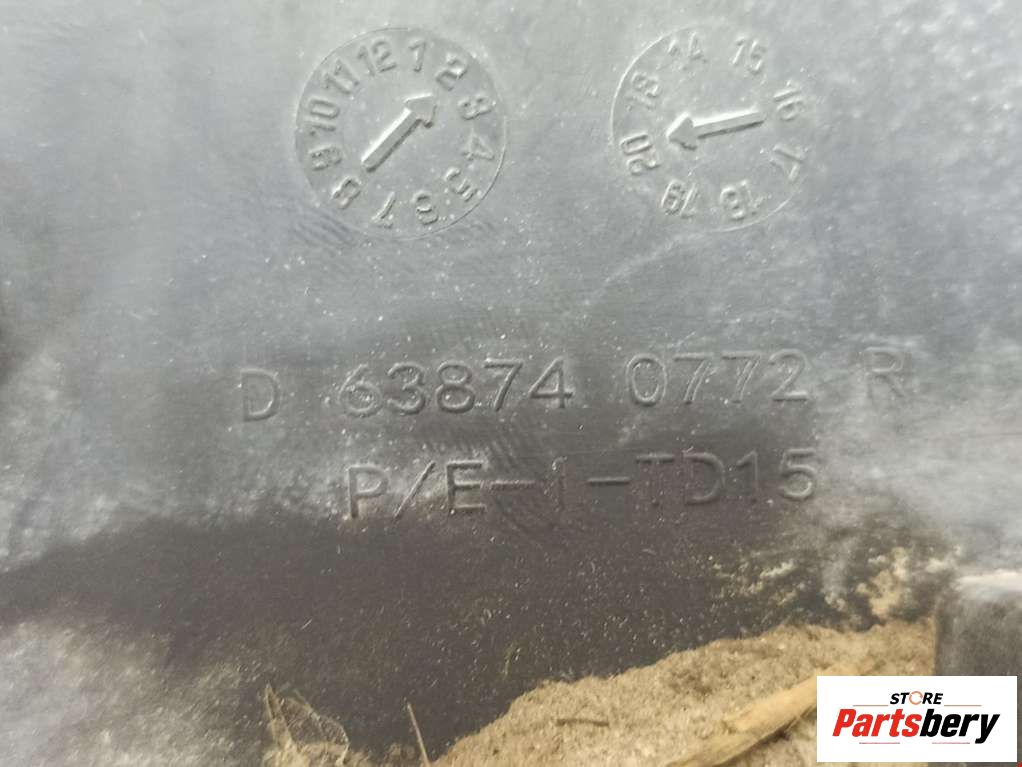 1 2 3 4 5 6 7 8 9 10 11 12
13 14 15 16 17 18 19 20
D 63874 0772 R
P/E-1-TD15
STORE
Partsbery